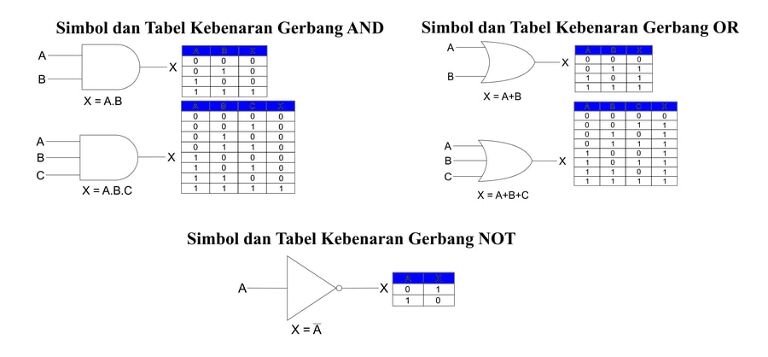 Simbol dan Tabel Kebenaran Gerbang AND
A
B
X
X = A.B
A B X
0 0 0
0 1 0
1 0 0
1 1 1
A
B
C
X
X = A.B.C
A B C X
0 0 0 0
0 0 1 0
0 1 0 0
0 1 1 0
1 0 0 0
1 0 1 0
1 1 0 0
1 1 1 1
Simbol dan Tabel Kebenaran Gerbang OR
A
B
X
X = A+B
A B X
0 0 0
0 1 1
1 0 1
1 1 1
A
B
C
X
X = A+B+C
A B C X
0 0 0 0
0 0 1 1
0 1 0 1
0 1 1 1
1 0 0 1
1 0 1 1
1 1 0 1
1 1 1 1
Simbol dan Tabel Kebenaran Gerbang NOT
A
X
X = A̅
A X
0 1
1 0